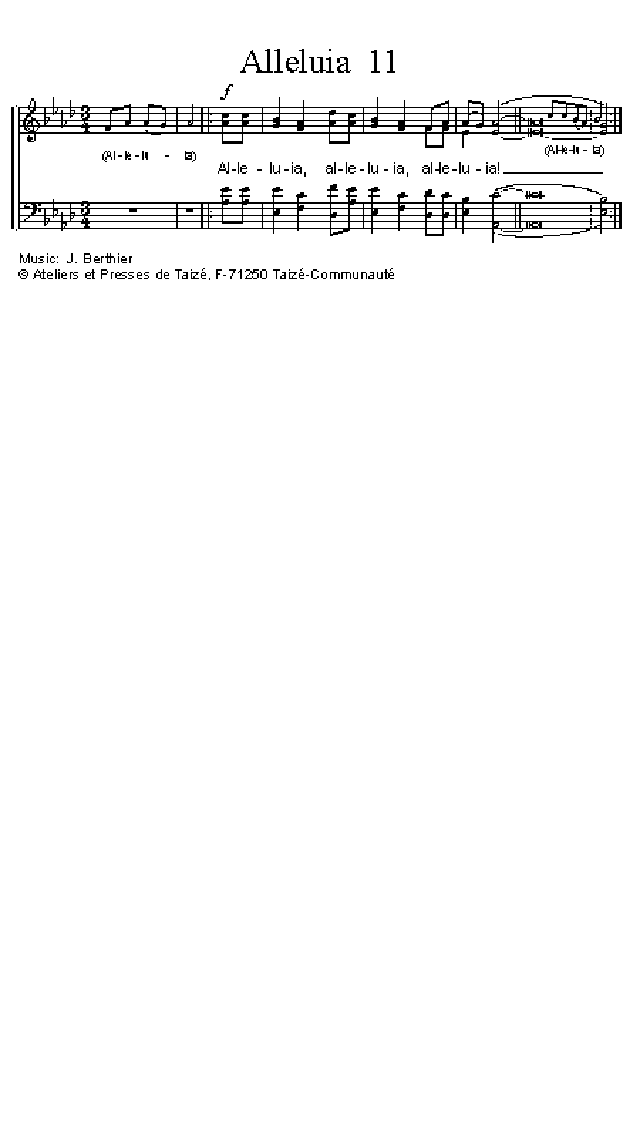 Alleluia 11
f
(Al-le-lu - ia) (Al-le-lu - ia)
Al-le - lu-ia, al-le-lu - ia, al-le-lu - ia!
Music: J. Berthier
© Ateliers et Presses de Taizé, F-71250 Taizé-Communauté